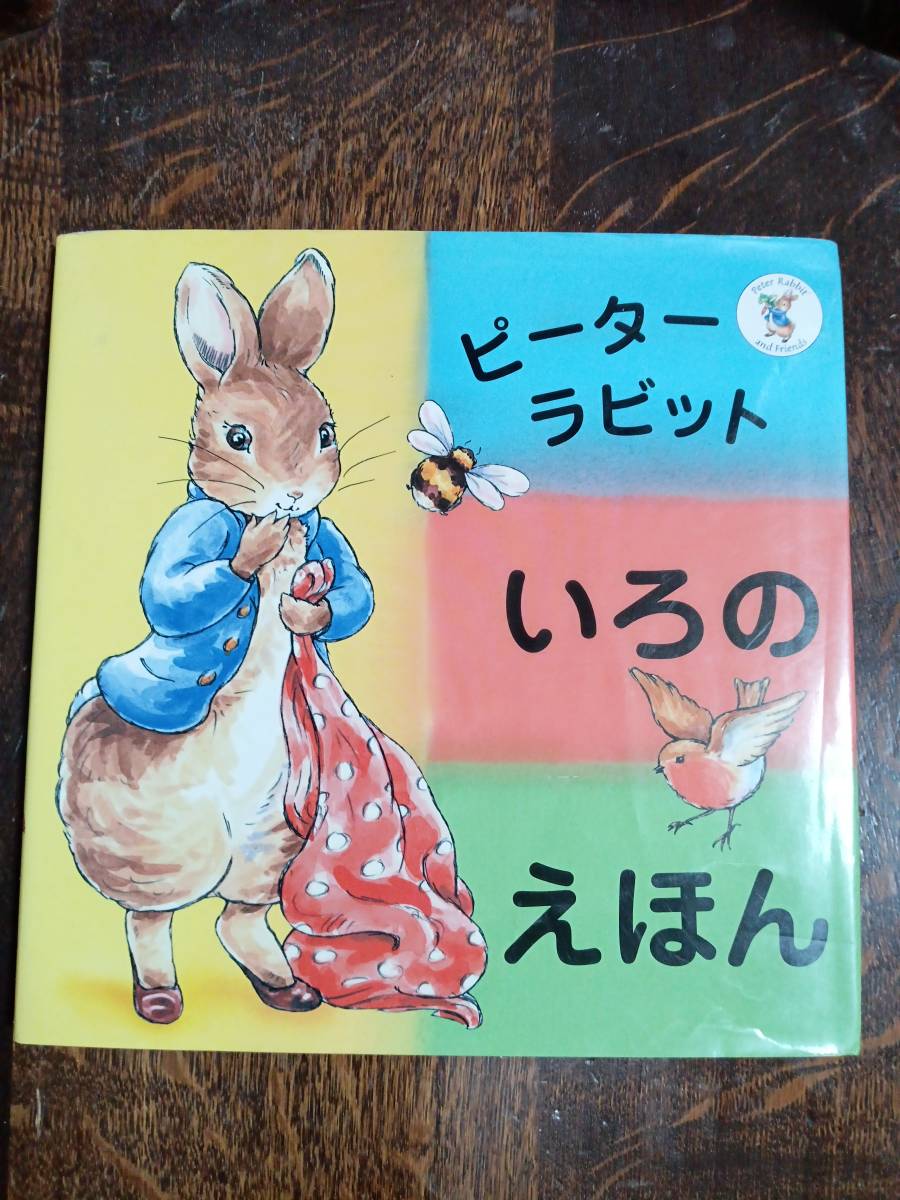 ピーター
ラビット
Peter Rabbit
and Friends
いろの
えほん